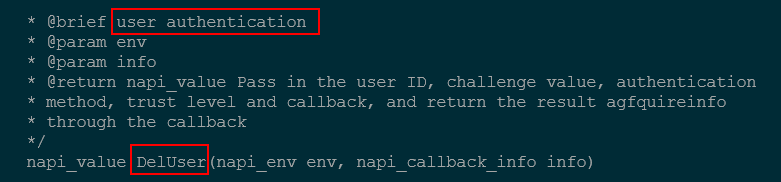 * @brief user authentication
* @param env
* @param info
* @return napi_value Pass in the user ID, challenge value, authentication
* method, trust level and callback, and return the result agfquireinfo
* through the callback
*/
napi_value DelUser(napi_env env, napi_callback_info info)